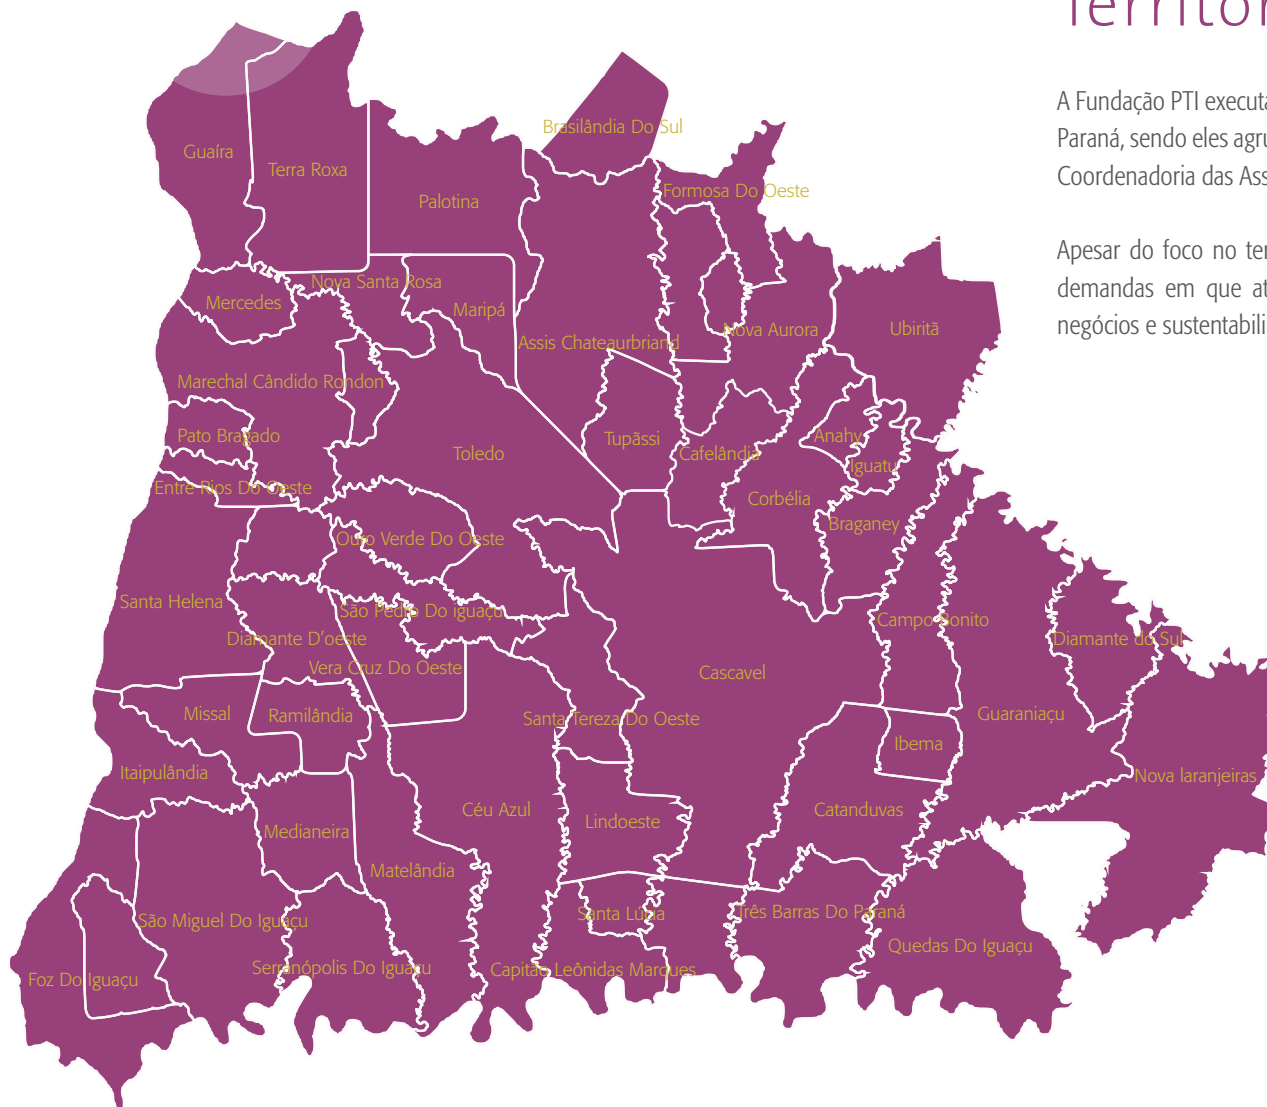 Territor
A Fundação PTI executa
Paraná, sendo eles agru
Coordenadoria das Ass
Apesar do foco no ter
demandas em que at
negócios e sustentabili
Brasilândia Do Sul
Guaíra
Terra Roxa
Palotina
Formosa Do Oeste
Nova Santa Rosa
Mercedes
Maripá
Assis Chateaurbriand
Nova Aurora
Ubiritã
Marechal Cândido Rondon
Pato Bragado
Toledo
Tupãssi
Cafelândia
Anahy
Iguatu
Entre Rios Do Oeste
Corbélia
Braganey
Ouro Verde Do Oeste
Santa Helena
São Pedro Do iguaçu
Campo Bonito
Diamante D'oeste
Diamante do Sul
Vera Cruz Do Oeste
Cascavel
Missal
Ramilândia
Santa Tereza Do Oeste
Guaraniaçu
Ibema
Itaipulândia
Nova laranjeiras
Céu Azul
Lindoeste
Catanduvas
Medianeira
Matelândia
São Miguel Do Iguaçu
Santa Lúcia
Três Barras Do Paraná
Quedas Do Iguaçu
Foz Do Iguaçu
Serranópolis Do Iguaçu
Capitão Leônidas Marques